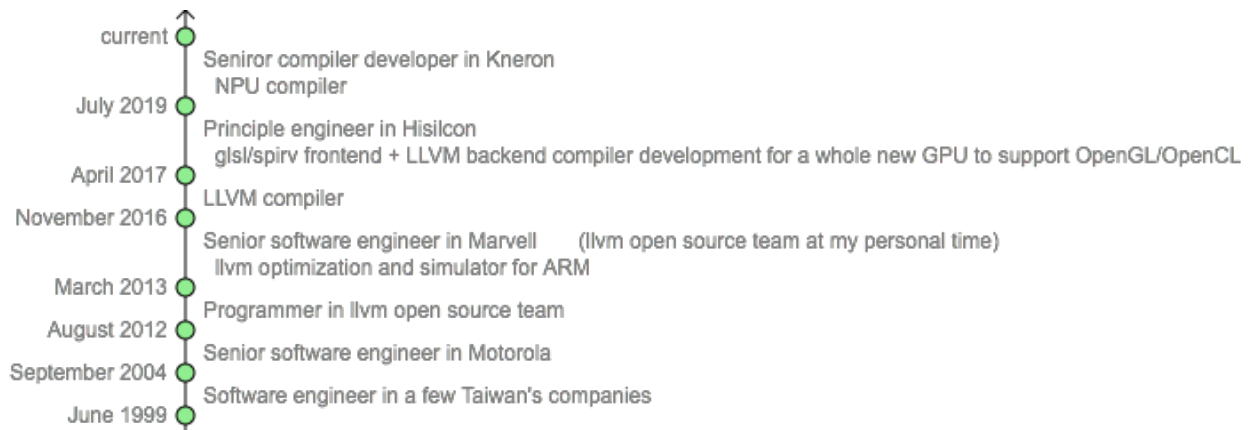 current
Seniror compiler developer in Kneron
NPU compiler
July 2019
Principle engineer in Hisilcon
glsl/spirv frontend + LLVM backend compiler development for a whole new GPU to support OpenGL/OpenCL
April 2017
LLVM compiler
November 2016
Senior software engineer in Marvell (llvm open source team at my personal time)
llvm optimization and simulator for ARM
March 2013
Programmer in llvm open source team
August 2012
Senior software engineer in Motorola
September 2004
Software engineer in a few Taiwan's companies
June 1999